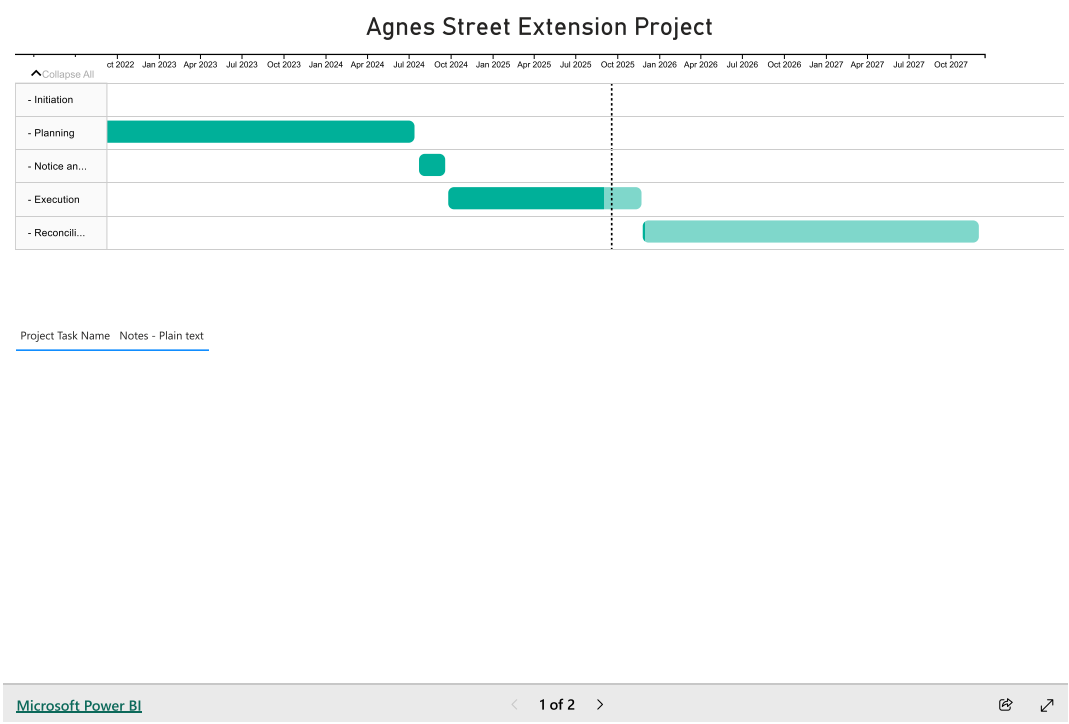 Agnes Street Extension Project
ct 2022 Jan 2023 Apr 2023 Jul 2023 Oct 2023 Jan 2024 Apr 2024 Jul 2024 Oct 2024 Jan 2025 Apr 2025 Jul 2025 Oct 2025 Jan 2026 Apr 2026 Jul 2026 Oct 2026 Jan 2027 Apr 2027 Jul 2027 Oct 2027
Collapse All
- Initiation
- Planning
- Notice an...
- Execution
- Reconcili...
Project Task Name Notes - Plain text
Microsoft Power BI 1 of 2